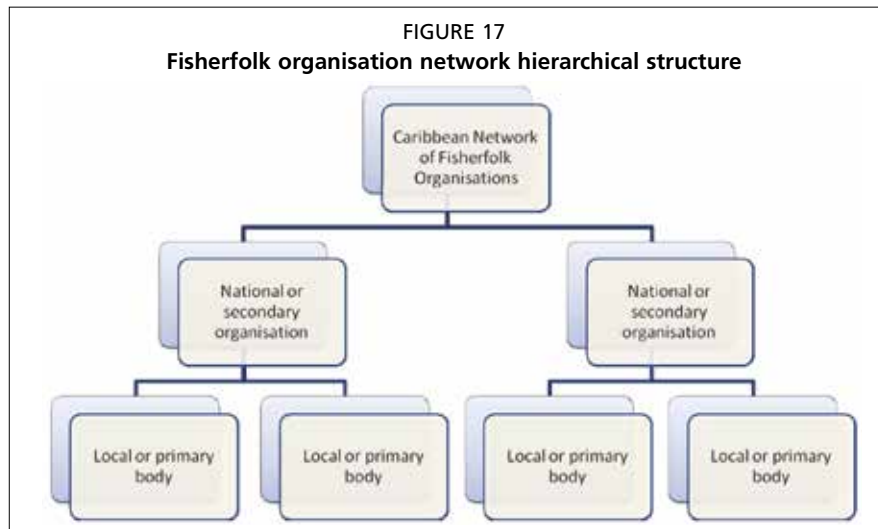 FIGURE 17
Fisherfolk organisation network hierarchical structure
Caribbean Network
of Fisherfolk
Organisations
National or
secondary
organisation
National or
secondary
organisation
Local or primary
body
Local or primary
body
Local or primary
body
Local or primary
body